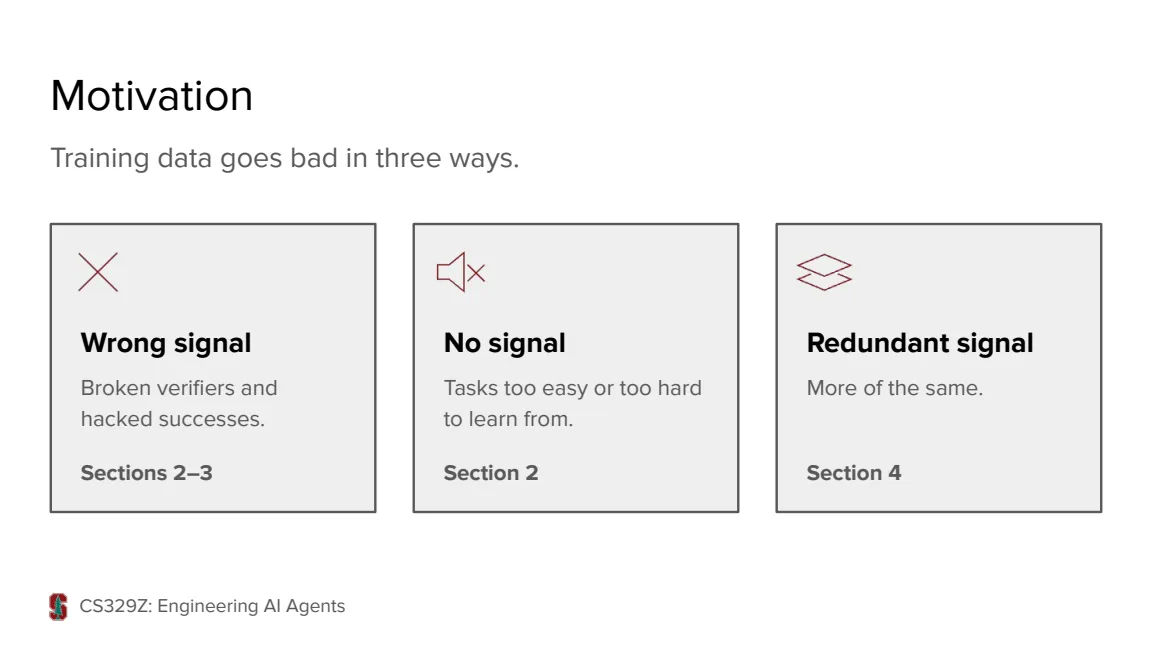 Motivation
Training data goes bad in three ways.
Wrong signal
Broken verifiers and
hacked successes.
Sections 2–3
No signal
Tasks too easy or too hard
to learn from.
Section 2
Redundant signal
More of the same.
Section 4
CS329Z: Engineering AI Agents